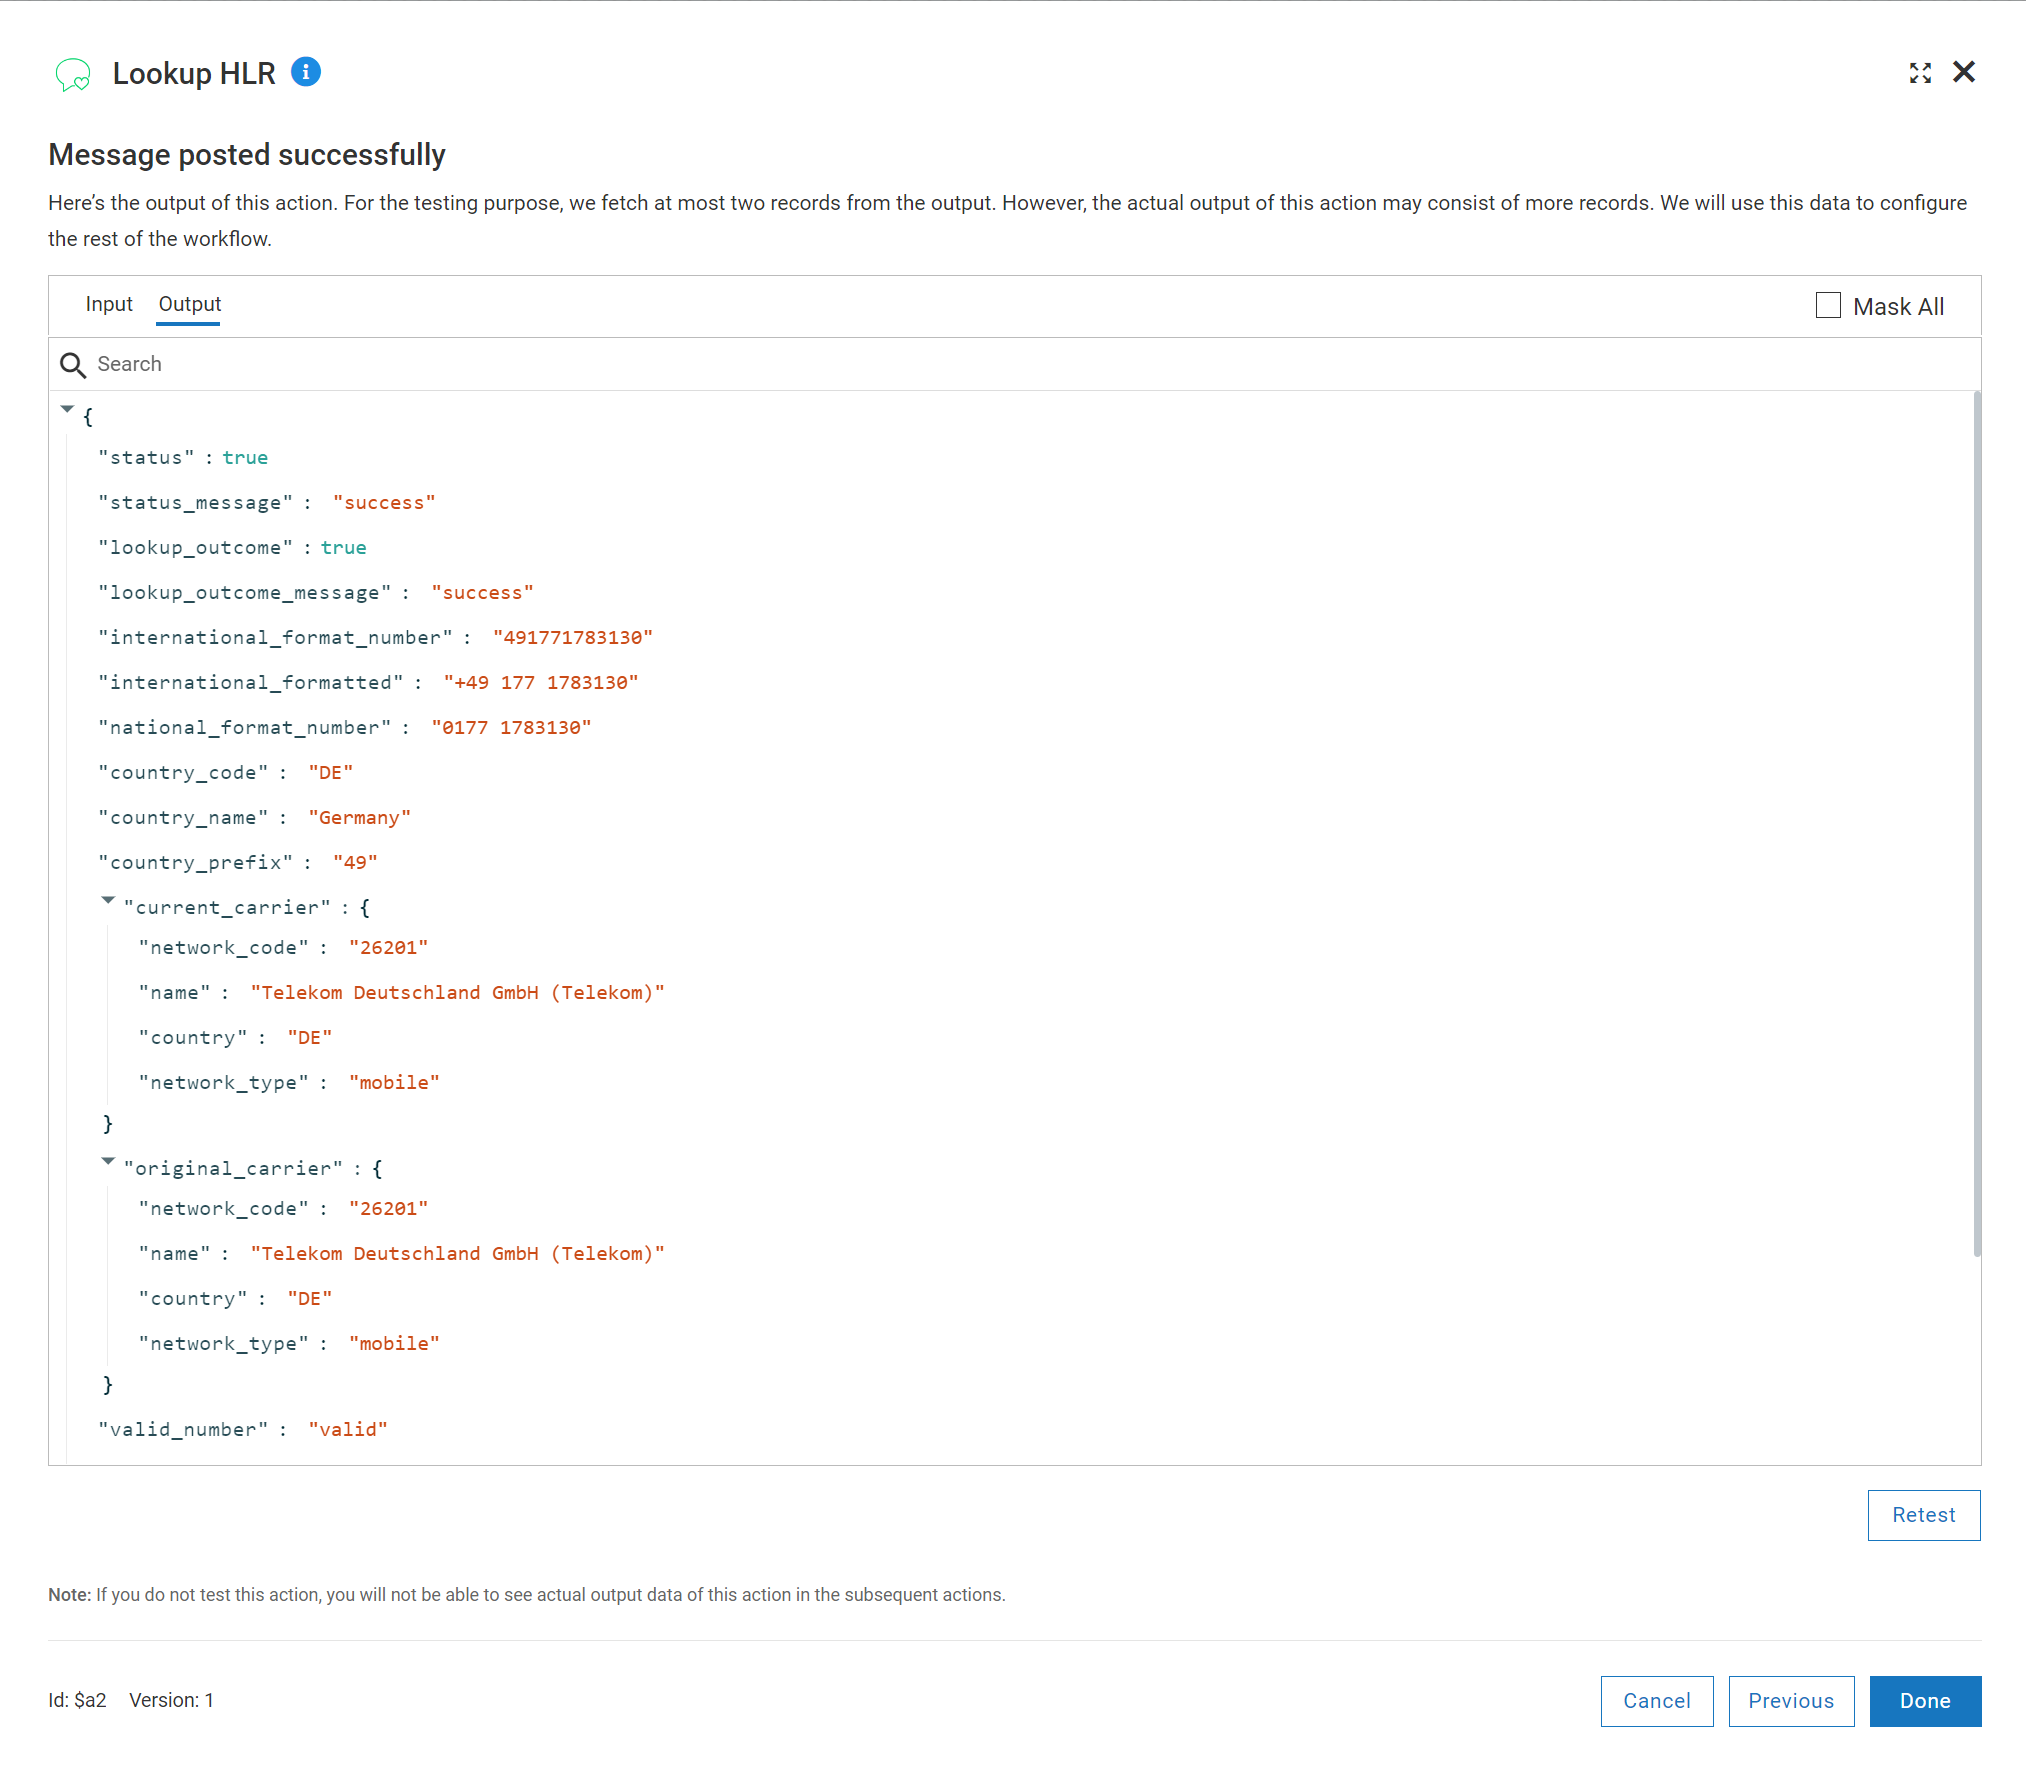 Lookup HLR
Message posted successfully
Here’s the output of this action. For the testing purpose, we fetch at most two records from the output. However, the actual output of this action may consist of more records. We will use this data to configure
the rest of the workflow.
Input Output Mask All
Search
{
"status" : true
"status_message" : "success"
"lookup_outcome" : true
"lookup_outcome_message" : "success"
"international_format_number" : "491771783130"
"international_formatted" : "+49 177 1783130"
"national_format_number" : "0177 1783130"
"country_code" : "DE"
"country_name" : "Germany"
"country_prefix" : "49"
"current_carrier" : {
"network_code" : "26201"
"name" : "Telekom Deutschland GmbH (Telekom)"
"country" : "DE"
"network_type" : "mobile"
}
"original_carrier" : {
"network_code" : "26201"
"name" : "Telekom Deutschland GmbH (Telekom)"
"country" : "DE"
"network_type" : "mobile"
}
"valid_number" : "valid"
Retest
Note: If you do not test this action, you will not be able to see actual output data of this action in the subsequent actions.
Id: $a2 Version: 1 Cancel Previous Done